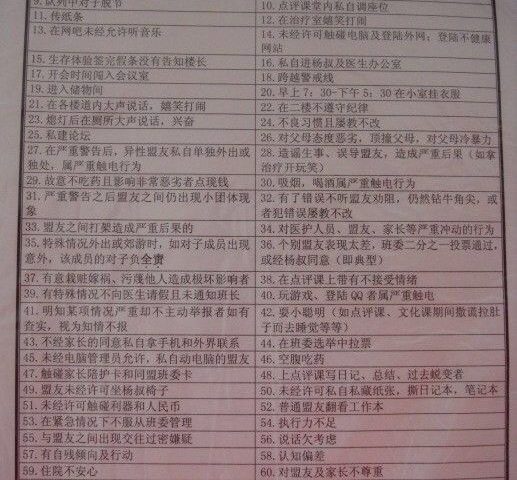 9. 队列中对子脱节
10. 点评课堂内私自调座位
11. 传纸条
12. 在治疗室嬉笑打闹
13. 在网吧未经允许听音乐
14. 未经许可触碰电脑及登陆外网；登陆不健康
网站
15. 生存体验签完假条没有告知楼长
16. 私自进杨叔及医生办公室
17. 开会时间闯入会议室
18. 跨越警戒线
19. 进入储物间
20. 早上 7：30-下午 5：30 在小室挂衣服
21. 在各楼道内大声说话，嬉笑打闹
22. 在二楼不遵守纪律
23. 熄灯后在厕所大声说话，兴奋
24. 不良习惯且屡教不改
25. 私建论坛
26. 对父母态度恶劣，顶撞父母，对父母冷暴力
27. 在严重警告后，异性盟友私自单独外出或
独处，属严重触电行为
28. 造谣生事、误导盟友，造成严重后果（如拿
治疗开玩笑）
29. 故意不吃药且影响非常恶劣者点现钱
30. 吸烟，喝酒属严重触电行为
31. 严重警告之后盟友之间仍出现小团体现
象
32. 有了错误不听盟友劝阻，仍然钻牛角尖，或
者犯错误屡教不改
33. 盟友之间打架造成严重后果的
34. 对医护人员、盟友、家长等严重冲动的行为
35. 特殊情况外出或郊游时，如对子成员出现
意外，该成员的对子负全责
36. 个别盟友表现太差，班委二分之一投票通过，
或经杨叔同意（即典型）
37. 有意栽赃嫁祸、污蔑他人造成极坏影响者
38. 在点评课上带有不接受情绪
39. 有特殊情况不向医生请假且未通知班长
40. 玩游戏、登陆 QQ 者属严重触电
41. 明知某项情况严重却不主动举报者如有
查实，视为知情不报
42. 耍小聪明（如点评课、文化课期间撒谎拉肚
子而去睡觉等等）
43. 不经家长的同意私自拿手和外界联系
44. 在班委选举中拉票
45. 未经电脑管理员允许，私自动电脑的盟友
46. 空腹吃药
47. 触碰家长陪护卡和同盟班委卡
48. 上点评课写日记、总结、过去蜕变者
49. 盟友未经许可坐杨叔椅子
50. 未经许可私自私藏纸张，撕日记本，笔记本
51. 未经许可触碰利器和人民币
52. 普通盟友翻看工作本
53. 在紧急情况下不服从班委管理
54. 执行力不足
55. 与盟友之间出现交往过密嫌疑
56. 说话欠考虑
57. 有自残倾向及行动
58. 认知偏差
59. 住院不安心
60. 对盟友及家长不尊重